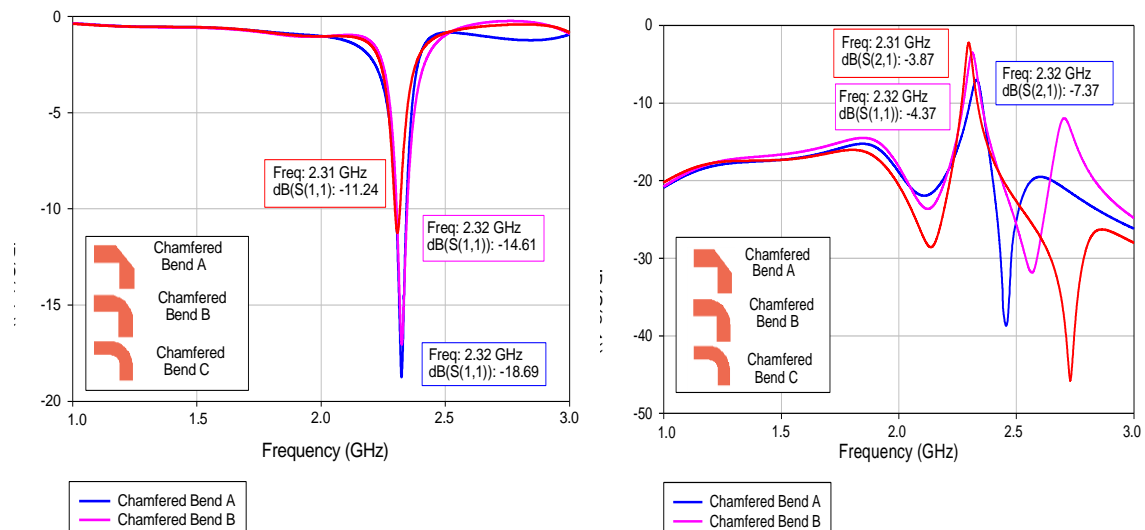 0
-5
-10
-15
-20
1.0
1.5
2.0
2.5
3.0
Frequency (GHz)
Freq: 2.31 GHz
dB(S(1,1): -11.24
Freq: 2.32 GHz
dB(S(1,1)): -14.61
Freq: 2.32 GHz
dB(S(1,1)): -18.69
Chamfered
Bend A
Chamfered
Bend B
Chamfered
Bend C
Chamfered Bend A
Chamfered Bend B
0
-10
-20
-30
-40
-50
1.0
1.5
2.0
2.5
3.0
Frequency (GHz)
Freq: 2.31 GHz
dB(S(2,1): -3.87
Freq: 2.32 GHz
dB(S(1,1)): -4.37
Freq: 2.32 GHz
dB(S(2,1)): -7.37
Chamfered
Bend A
Chamfered
Bend B
Chamfered
Bend C
Chamfered Bend A
Chamfered Bend B